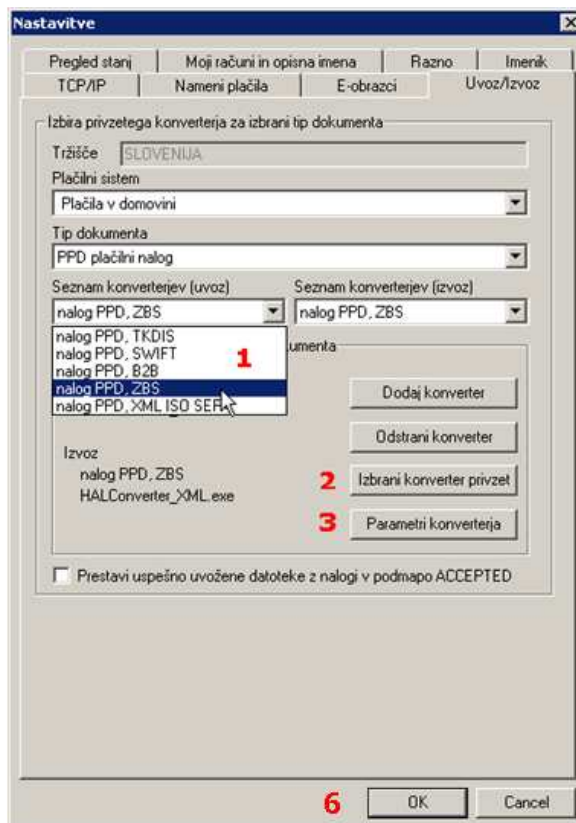 Nastavitve
Pregled stanj Moji računi in opisna imena Razno Imenik
TCP/IP Nameni plačila E-obrazci Uvoz/Izvoz
Izbira privzetega konverterja za izbrani tip dokumenta
Tržišče SLOVENIJA
Plačilni sistem
Plačila v domovini
Tip dokumenta
PPD plačilni nalog
Seznam konverterjev (uvoz) Seznam konverterjev (izvoz)
nalog PPD, ZBS nalog PPD, ZBS
nalog PPD, TKDIS
nalog PPD, SWIFT
nalog PPD, B2B
nalog PPD, ZBS
nalog PPD, XML ISO
1
Dodaj konverter
Odstrani konverter
Izvoz
nalog PPD, ZBS
HALConverter_XML.exe
2 Izbrani konverter privzet
3 Parametri konverterja
Prestavi uspešno uvožene datoteke z nalogi v podmapo ACCEPTED
6 OK Cancel